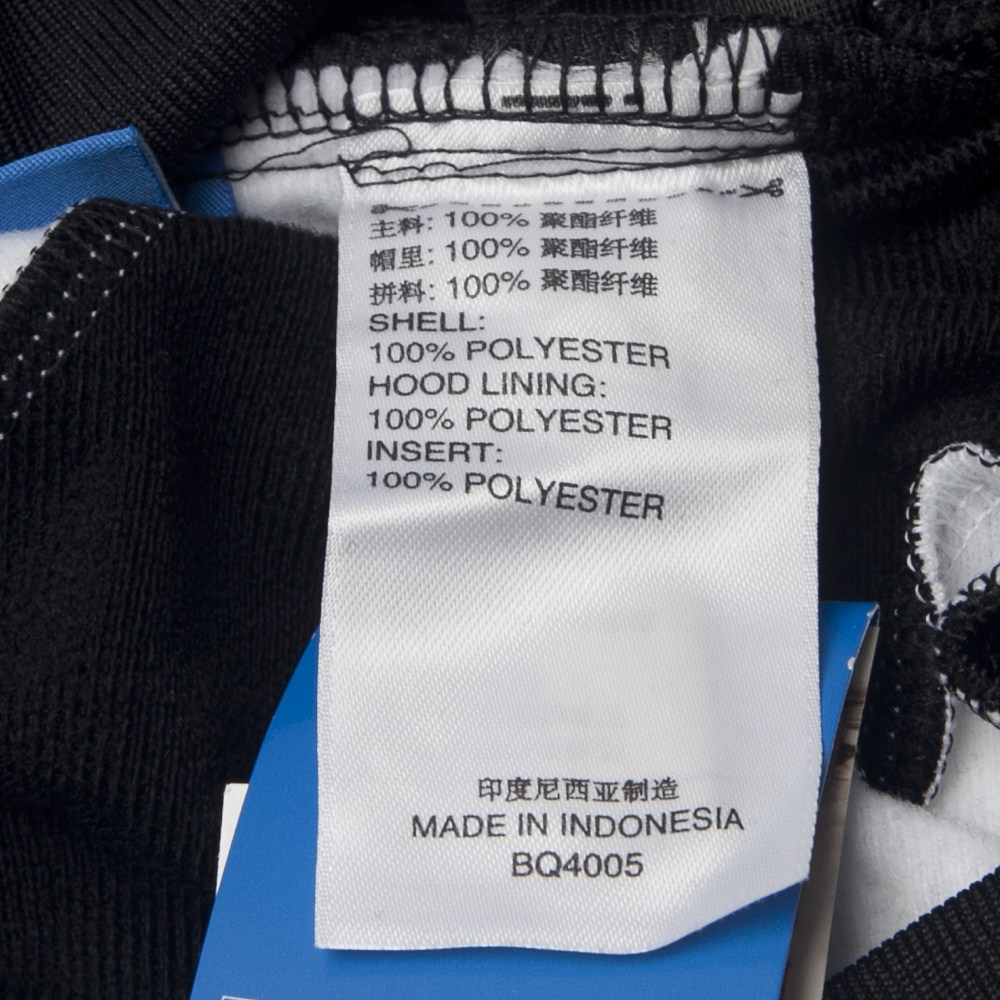 主料: 100% 聚酯纤维
帽里: 100% 聚酯纤维
拼料: 100% 聚酯纤维
SHELL:
100% POLYESTER
HOOD LINING:
100% POLYESTER
INSERT:
100% POLYESTER
印度尼西亚制造
MADE IN INDONESIA
BQ4005